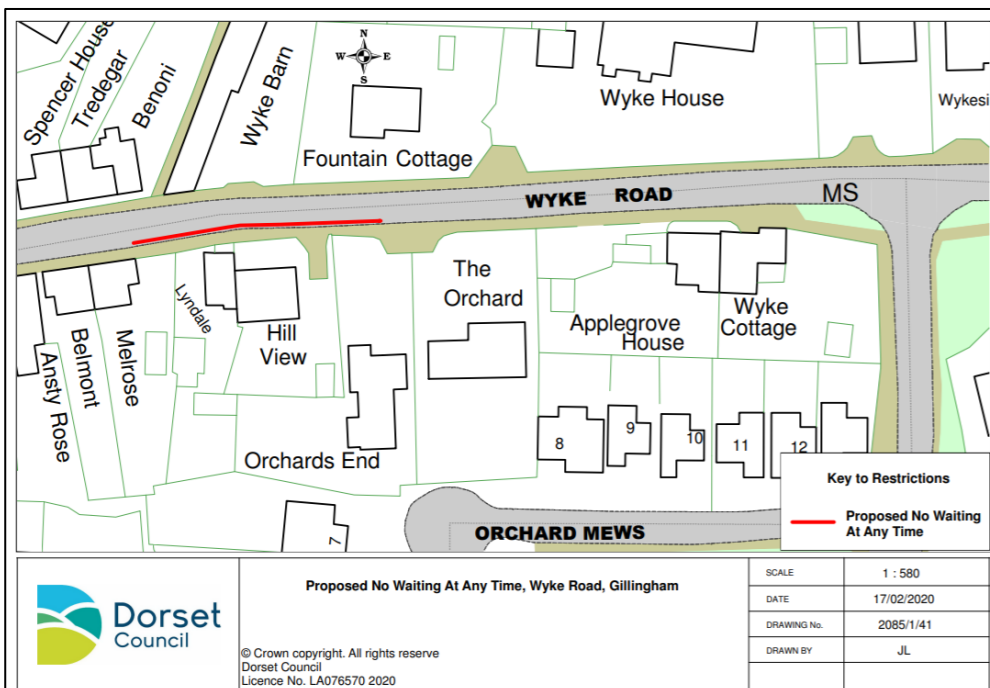 Spencer House
Tredegar
Benoni
Wyke Barn
N
W E
S
Fountain Cottage
Wyke House
Wykesi
WYKE ROAD
MS
Ansty Rose
Belmont
Melrose
Lyndale
Hill
View
The
Orchard
Orchards End
Applegrove
House
Wyke
Cottage
8
9
10
11
12
7
ORCHARD MEWS
Key to Restrictions
Proposed No Waiting
At Any Time
Dorset
Council
Proposed No Waiting At Any Time, Wyke Road, Gillingham
© Crown copyright. All rights reserve
Dorset Council
Licence No. LA076570 2020
SCALE 1 : 580
DATE 17/02/2020
DRAWING No. 2085/1/41
DRAWN BY JL